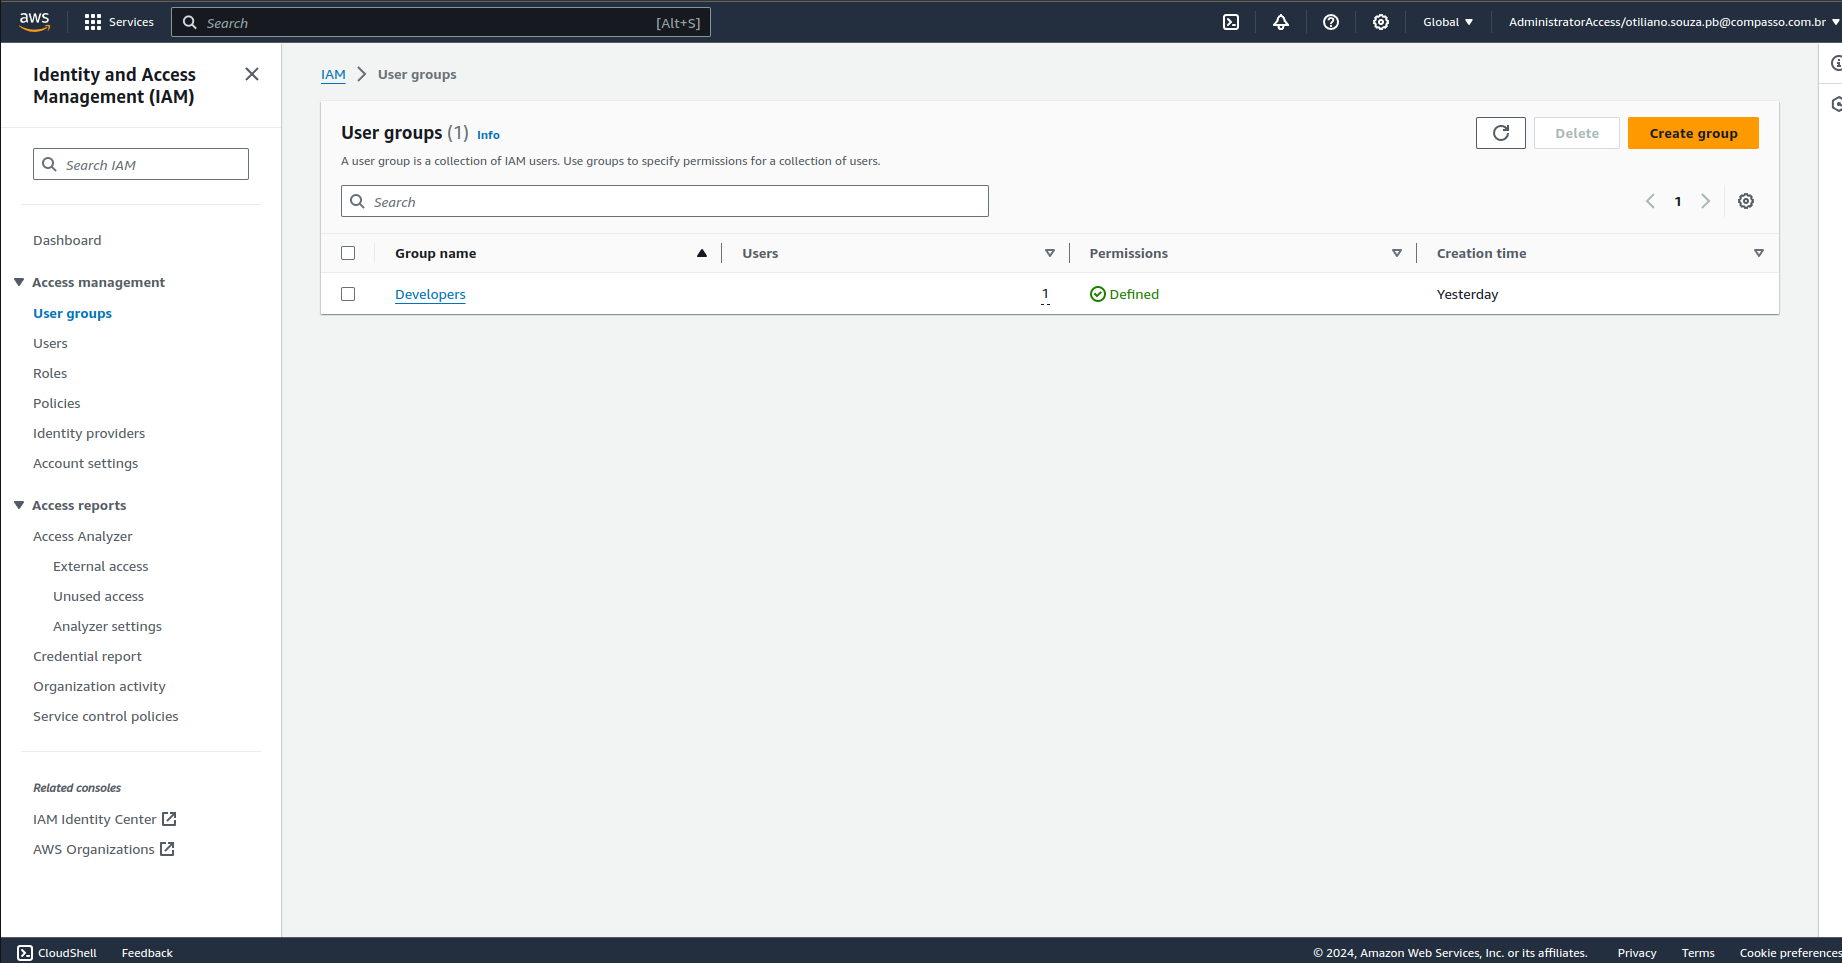 aws Services Search [Alt+S] Global AdministratorAccess/otiliano.souza.pb@compasso.com.br
Identity and Access
Management (IAM)
Search IAM
Dashboard
Access management
User groups
Users
Roles
Policies
Identity providers
Account settings
Access reports
Access Analyzer
External access
Unused access
Analyzer settings
Credential report
Organization activity
Service control policies
Related consoles
IAM Identity Center
AWS Organizations
IAM User groups
User groups (1) Info
Delete Create group
A user group is a collection of IAM users. Use groups to specify permissions for a collection of users.
Search
1
Group name Users Permissions Creation time
Developers 1 Defined Yesterday
CloudShell Feedback © 2024, Amazon Web Services, Inc. or its affiliates. Privacy Terms Cookie preferences